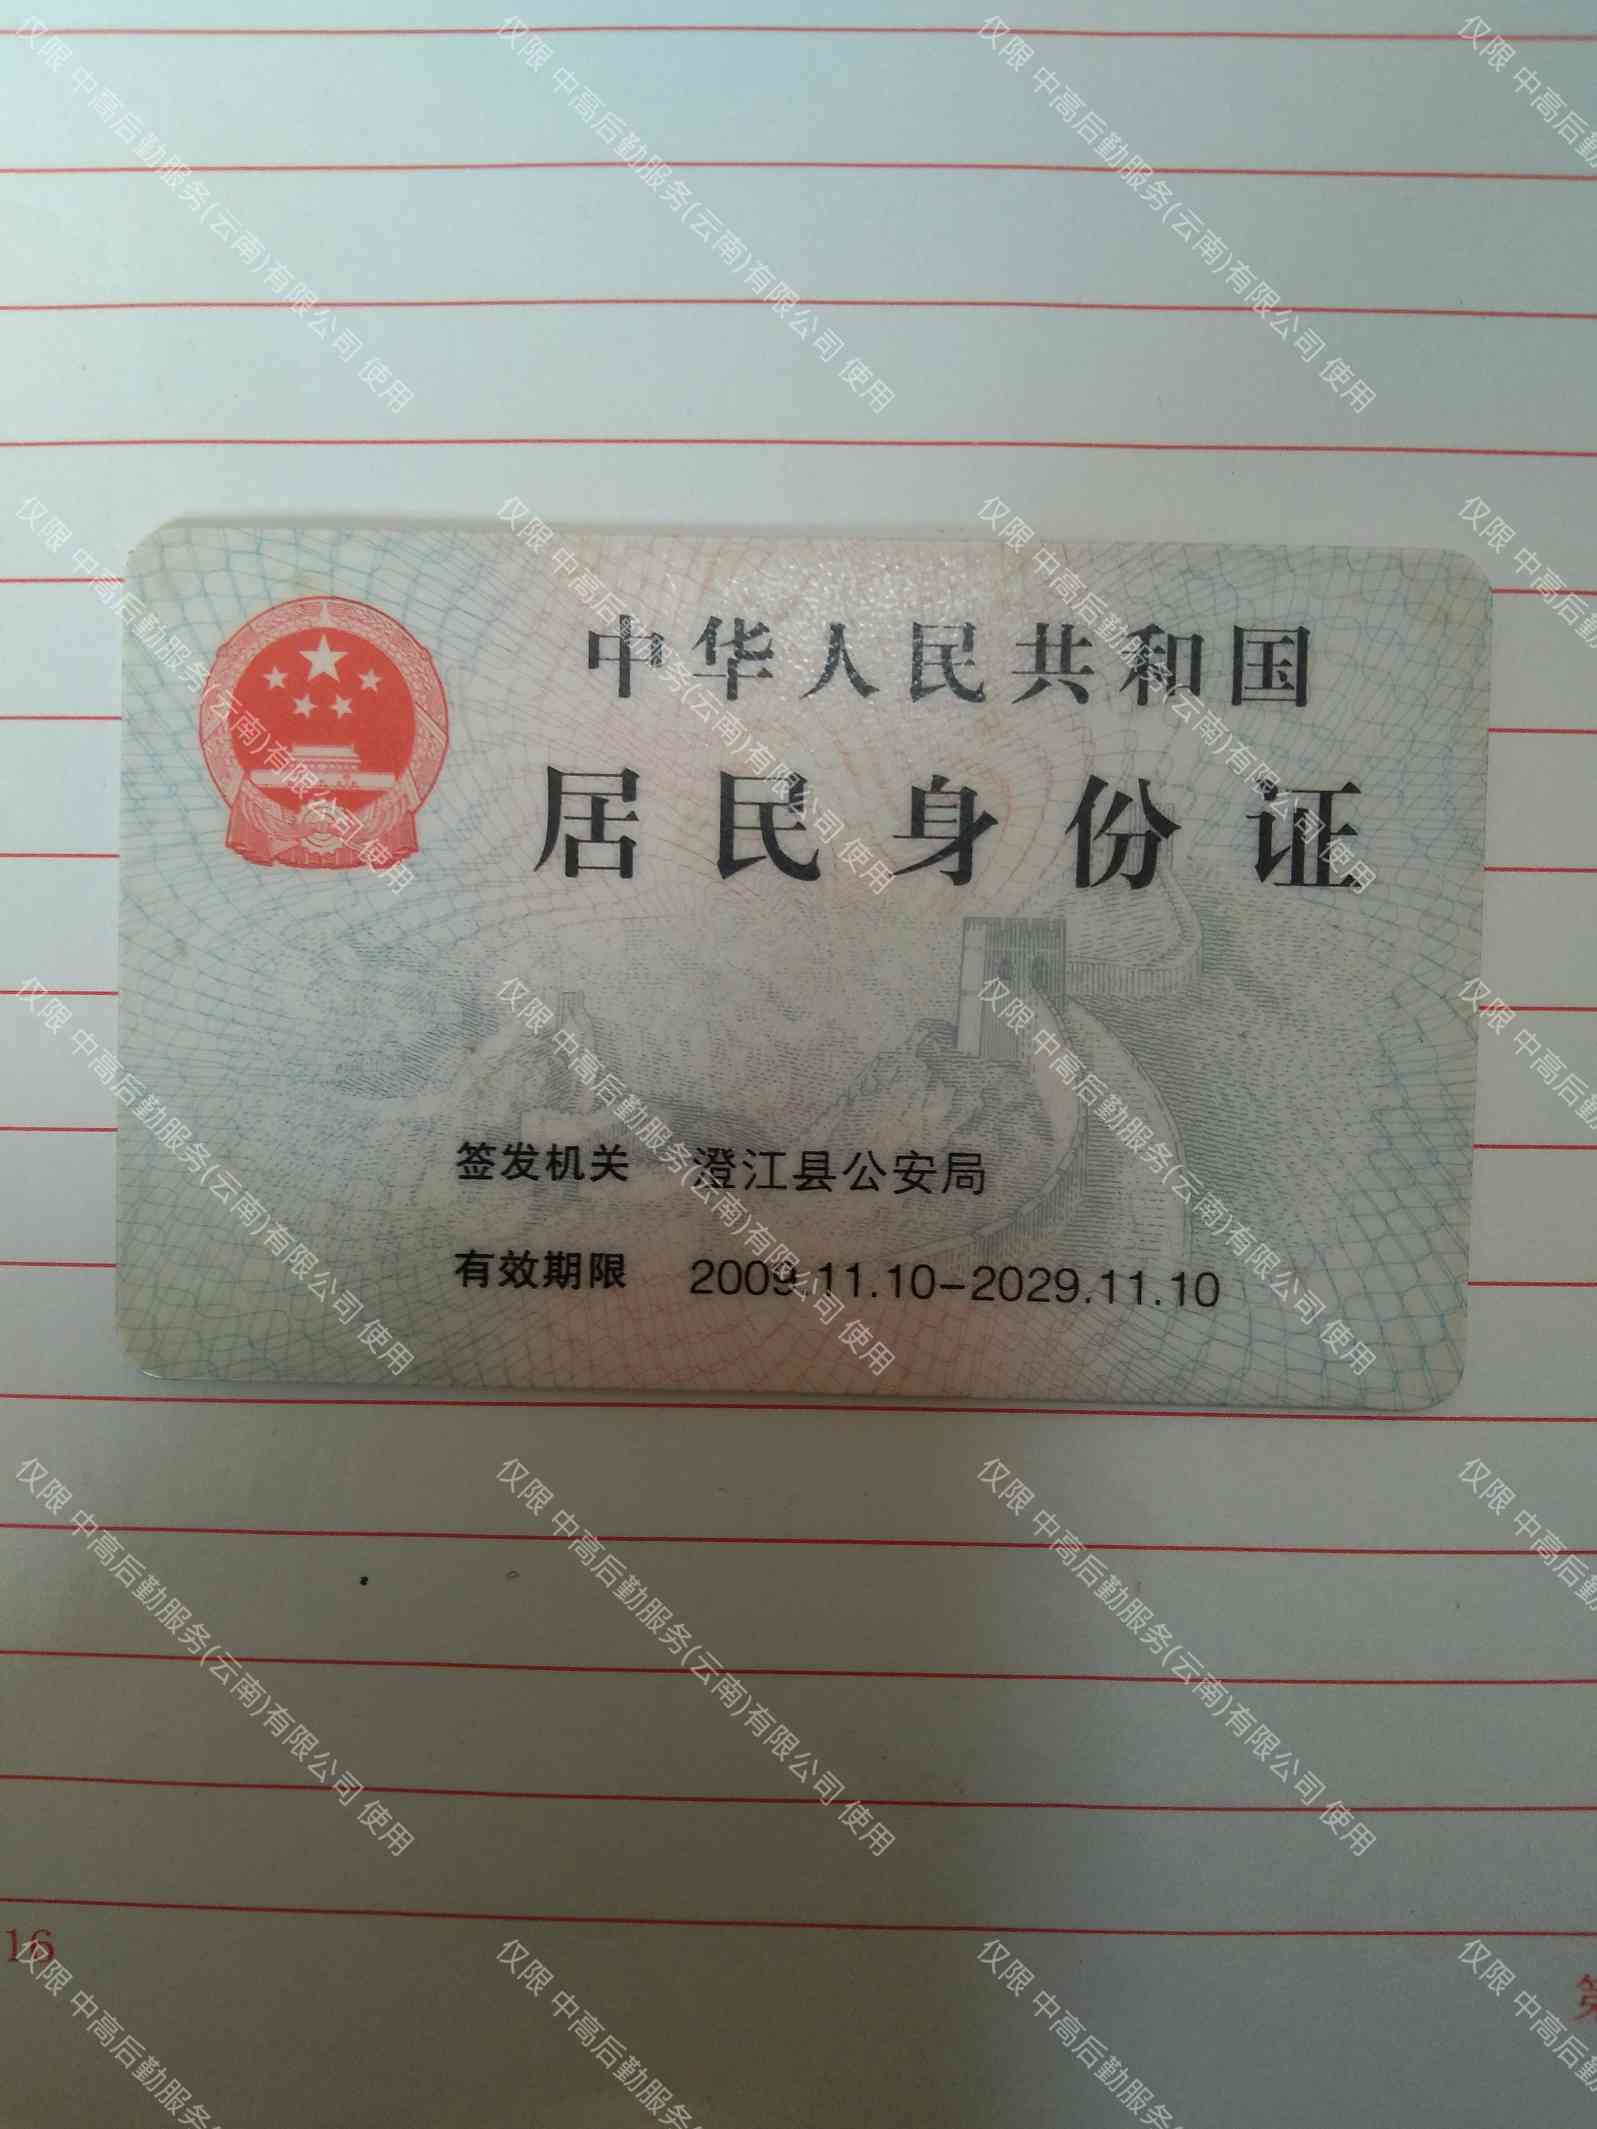 中华人民共和国
居民身份证
签发机关 澄江县公安局
有效期限 2009.11.10-2029.11.10
16
仅限 中高后勤服务(云南)有限公司 使用